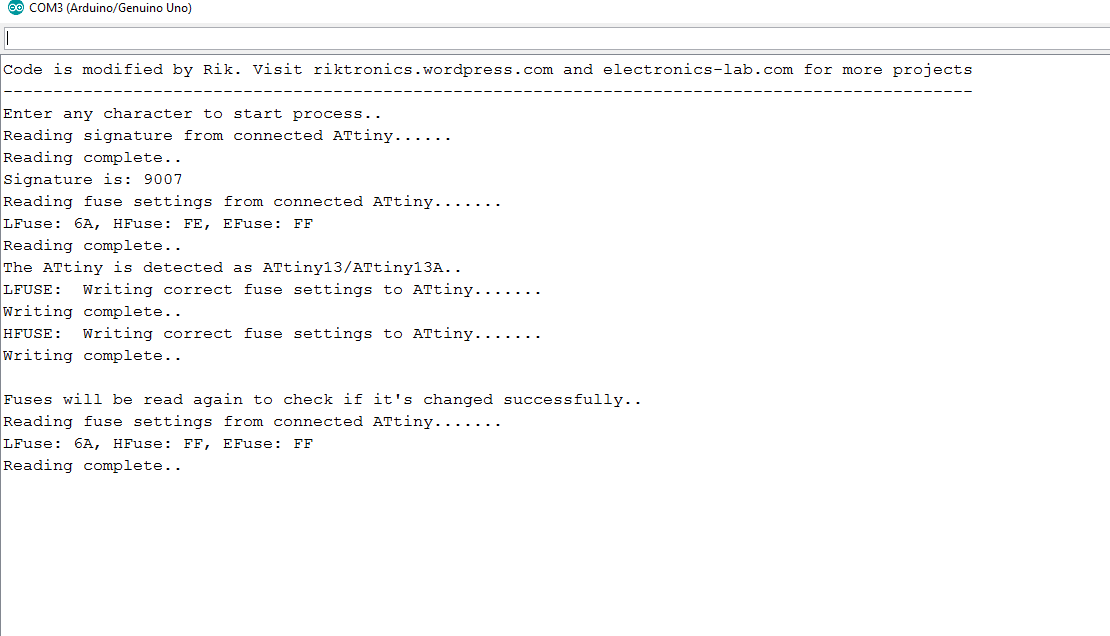 COM3 (Arduino/Genuino Uno)
Code is modified by Rik. Visit riktronics.wordpress.com and electronics-lab.com for more projects
-------------------------------------------------------------------------------------------------
Enter any character to start process..
Reading signature from connected ATtiny......
Reading complete..
Signature is: 9007
Reading fuse settings from connected ATtiny.......
LFuse: 6A, HFuse: FE, EFuse: FF
Reading complete..
The ATtiny is detected as ATtiny13/ATtiny13A..
LFUSE:  Writing correct fuse settings to ATtiny.......
Writing complete..
HFUSE:  Writing correct fuse settings to ATtiny.......
Writing complete..
Fuses will be read again to check if it's changed successfully..
Reading fuse settings from connected ATtiny.......
LFuse: 6A, HFuse: FF, EFuse: FF
Reading complete..